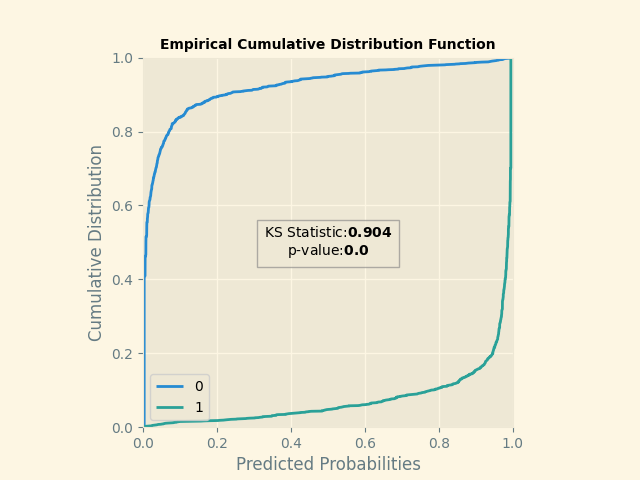 Empirical Cumulative Distribution Function
1.0
0.8
0.6
0.4
0.2
0.0
Cumulative Distribution
KS Statistic:0.904
p-value:0.0
0
1
0.0 0.2 0.4 0.6 0.8 1.0
Predicted Probabilities